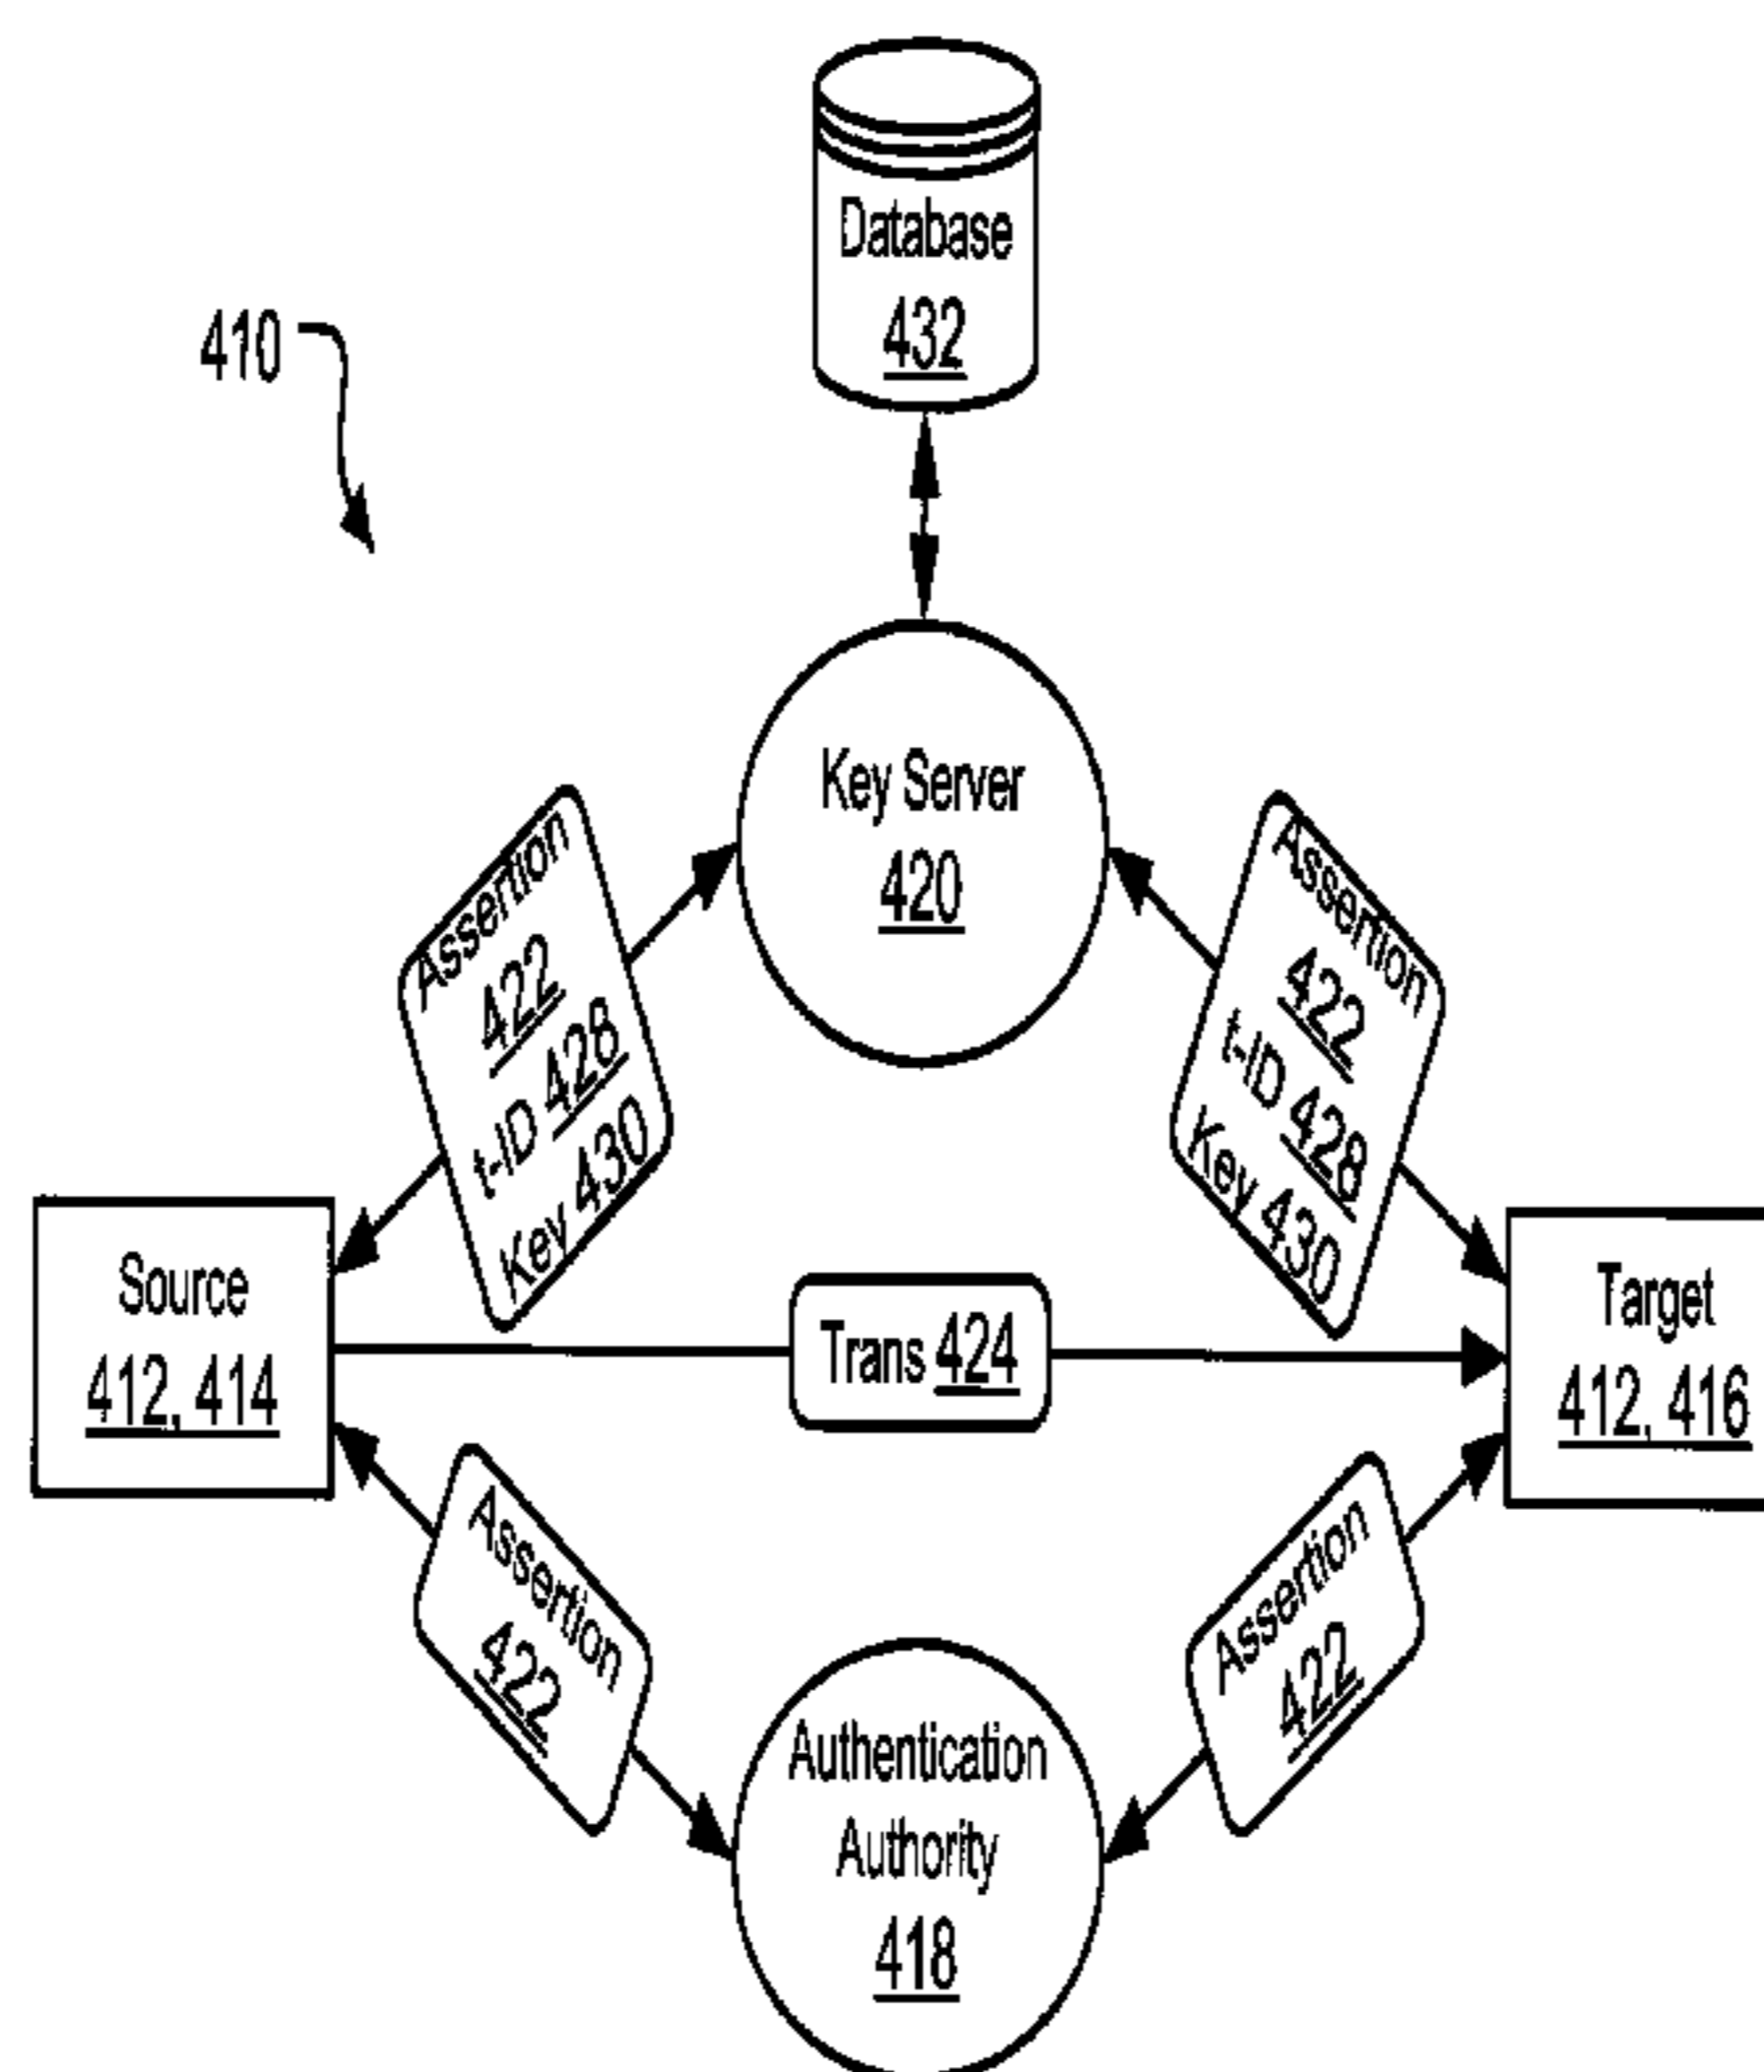 Database
432
410
Key Server
420
Assertion
422
t-ID 428
Key 430
Assertion
422
t-ID 428
Key 430
Source
412, 414
Trans 424
Target
412, 416
Assertion
422
Assertion
422
Authentication
Authority
418